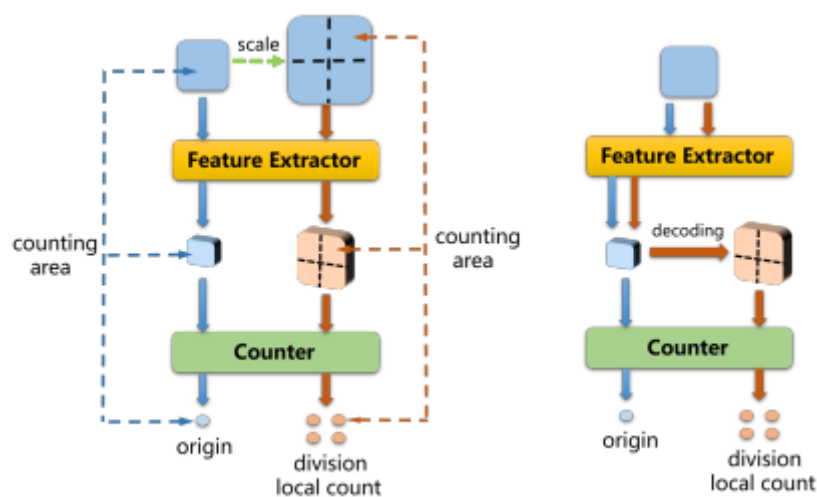 scale
Feature Extractor
counting
area
counting
area
Counter
origin
division
local count
Feature Extractor
decoding
Counter
origin
division
local count